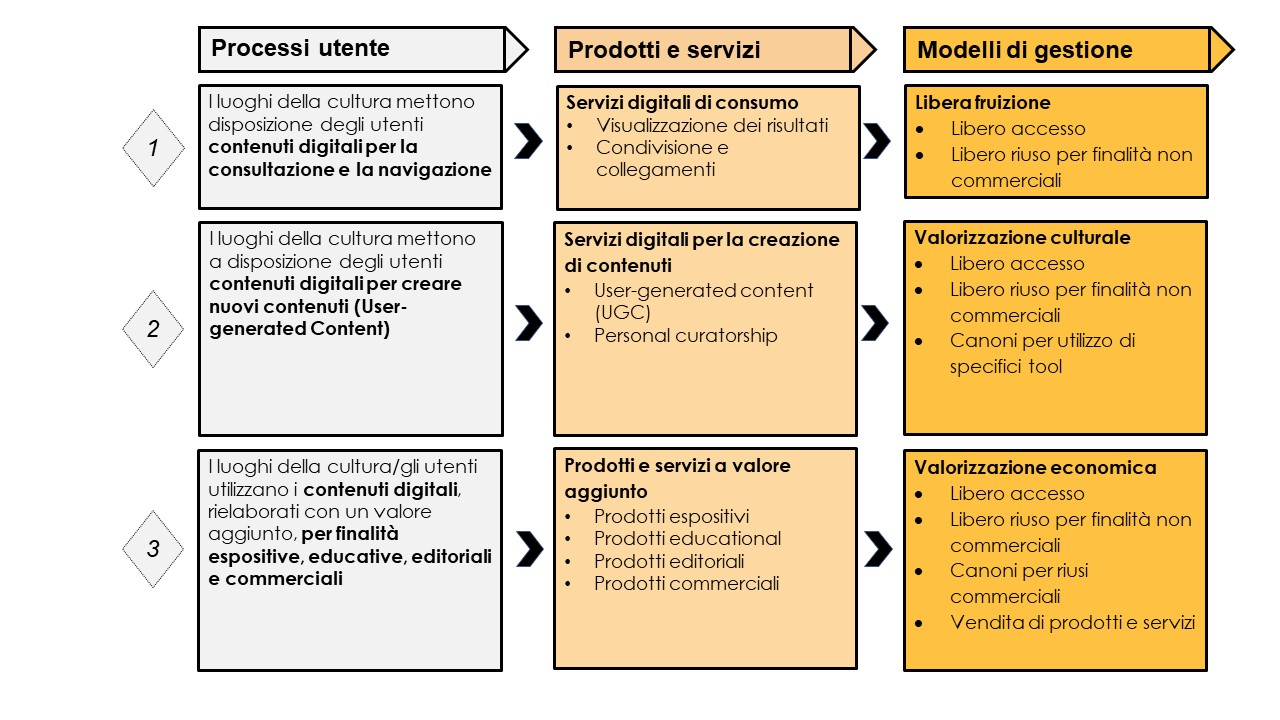 Processi utente
Prodotti e servizi
Modelli di gestione
1
I luoghi della cultura mettono
disposizione degli utenti
contenuti digitali per la
consultazione e la navigazione
Servizi digitali di consumo
• Visualizzazione dei risultati
• Condivisione e
collegamenti
Libera fruizione
• Libero accesso
• Libero riuso per finalità non
commerciali
2
I luoghi della cultura mettono
a disposizione degli utenti
contenuti digitali per creare
nuovi contenuti (User-
generated Content)
Servizi digitali per la creazione
di contenuti
• User-generated content
(UGC)
• Personal curatorship
Valorizzazione culturale
• Libero accesso
• Libero riuso per finalità non
commerciali
• Canoni per utilizzo di
specifici tool
3
I luoghi della cultura/gli utenti
utilizzano i contenuti digitali,
rielaborati con un valore
aggiunto, per finalità
espositive, educative, editoriali
e commerciali
Prodotti e servizi a valore
aggiunto
• Prodotti espositivi
• Prodotti educational
• Prodotti editoriali
• Prodotti commerciali
Valorizzazione economica
• Libero accesso
• Libero riuso per finalità non
commerciali
• Canoni per riusi
commerciali
• Vendita di prodotti e servizi